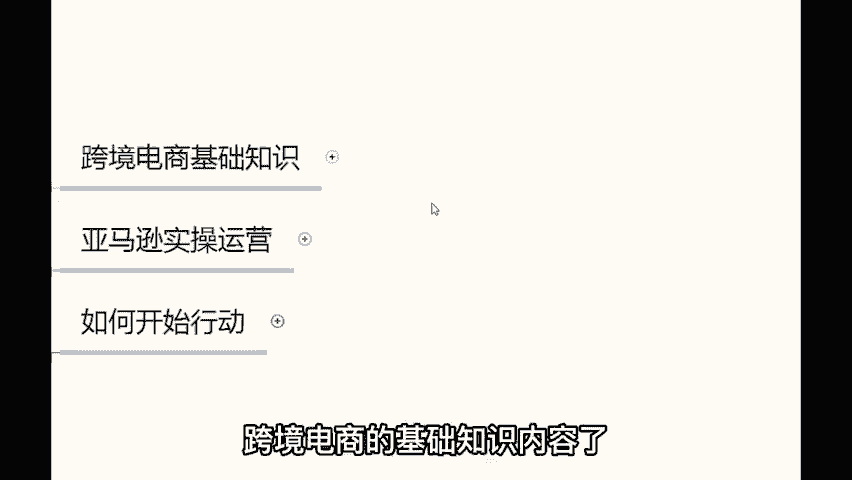 跨境电商基础知识
亚马逊实操运营
如何开始行动
跨境电商的基础知识内容了